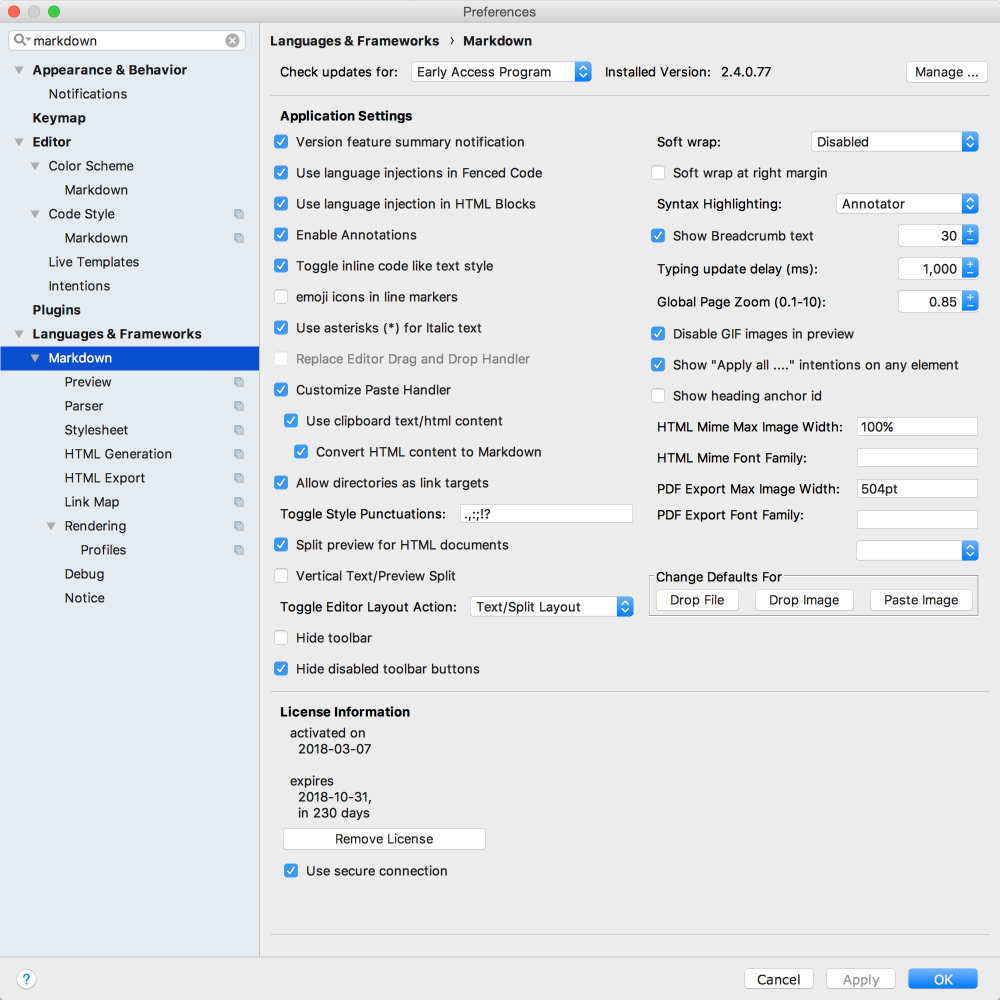 Preferences
markdown
Appearance & Behavior
Notifications
Keymap
Editor
Color Scheme
Markdown
Code Style
Markdown
Live Templates
Intentions
Plugins
Languages & Frameworks
Markdown
Preview
Parser
Stylesheet
HTML Generation
HTML Export
Link Map
Rendering
Profiles
Debug
Notice
Languages & Frameworks › Markdown
Check updates for: Early Access Program Installed Version: 2.4.0.77 Manage ...
Application Settings
Version feature summary notification
Use language injections in Fenced Code
Use language injection in HTML Blocks
Enable Annotations
Toggle inline code like text style
emoji icons in line markers
Use asterisks (*) for Italic text
Replace Editor Drag and Drop Handler
Customize Paste Handler
Use clipboard text/html content
Convert HTML content to Markdown
Allow directories as link targets
Toggle Style Punctuations: .,:;!?
Split preview for HTML documents
Vertical Text/Preview Split
Toggle Editor Layout Action: Text/Split Layout
Hide toolbar
Hide disabled toolbar buttons
Soft wrap: Disabled
Soft wrap at right margin
Syntax Highlighting: Annotator
Show Breadcrumb text 30
Typing update delay (ms): 1,000
Global Page Zoom (0.1-10): 0.85
Disable GIF images in preview
Show "Apply all ...." intentions on any element
Show heading anchor id
HTML Mime Max Image Width: 100%
HTML Mime Font Family:
PDF Export Max Image Width: 504pt
PDF Export Font Family:
Change Defaults For
Drop File Drop Image Paste Image
License Information
activated on
2018-03-07
expires
2018-10-31,
in 230 days
Remove License
Use secure connection
? Cancel Apply OK